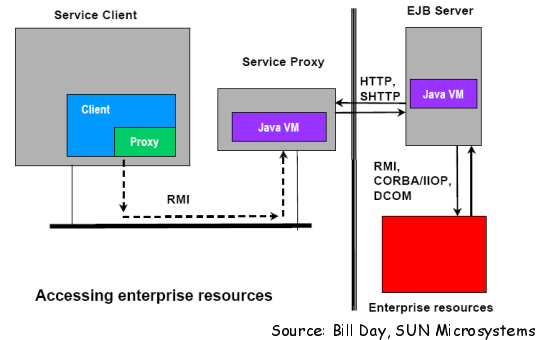 Service Client
EJB Server
Service Proxy
HTTP,
SHTTP
Client
Java VM
Proxy
Java VM
RMI
RMI,
CORBA/IIOP,
DCOM
Accessing enterprise resources
Enterprise resources
Source: Bill Day, SUN Microsystems